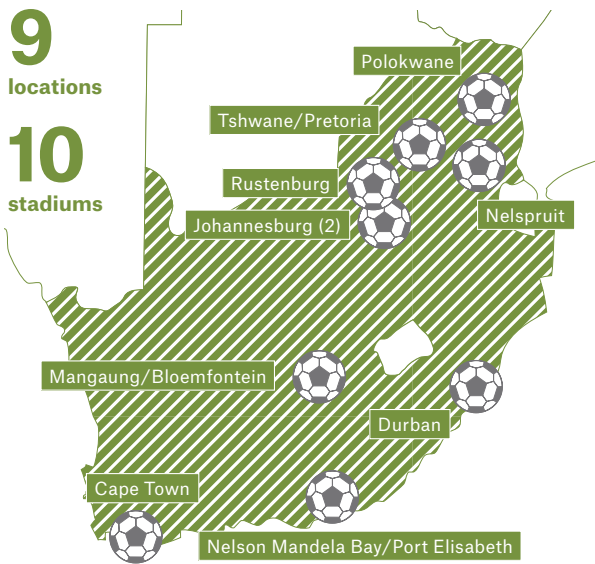 9
locations
10
stadiums
Polokwane
Tshwane/Pretoria
Rustenburg
Nelspruit
Johannesburg (2)
Mangaung/Bloemfontein
Durban
Cape Town
Nelson Mandela Bay/Port Elisabeth